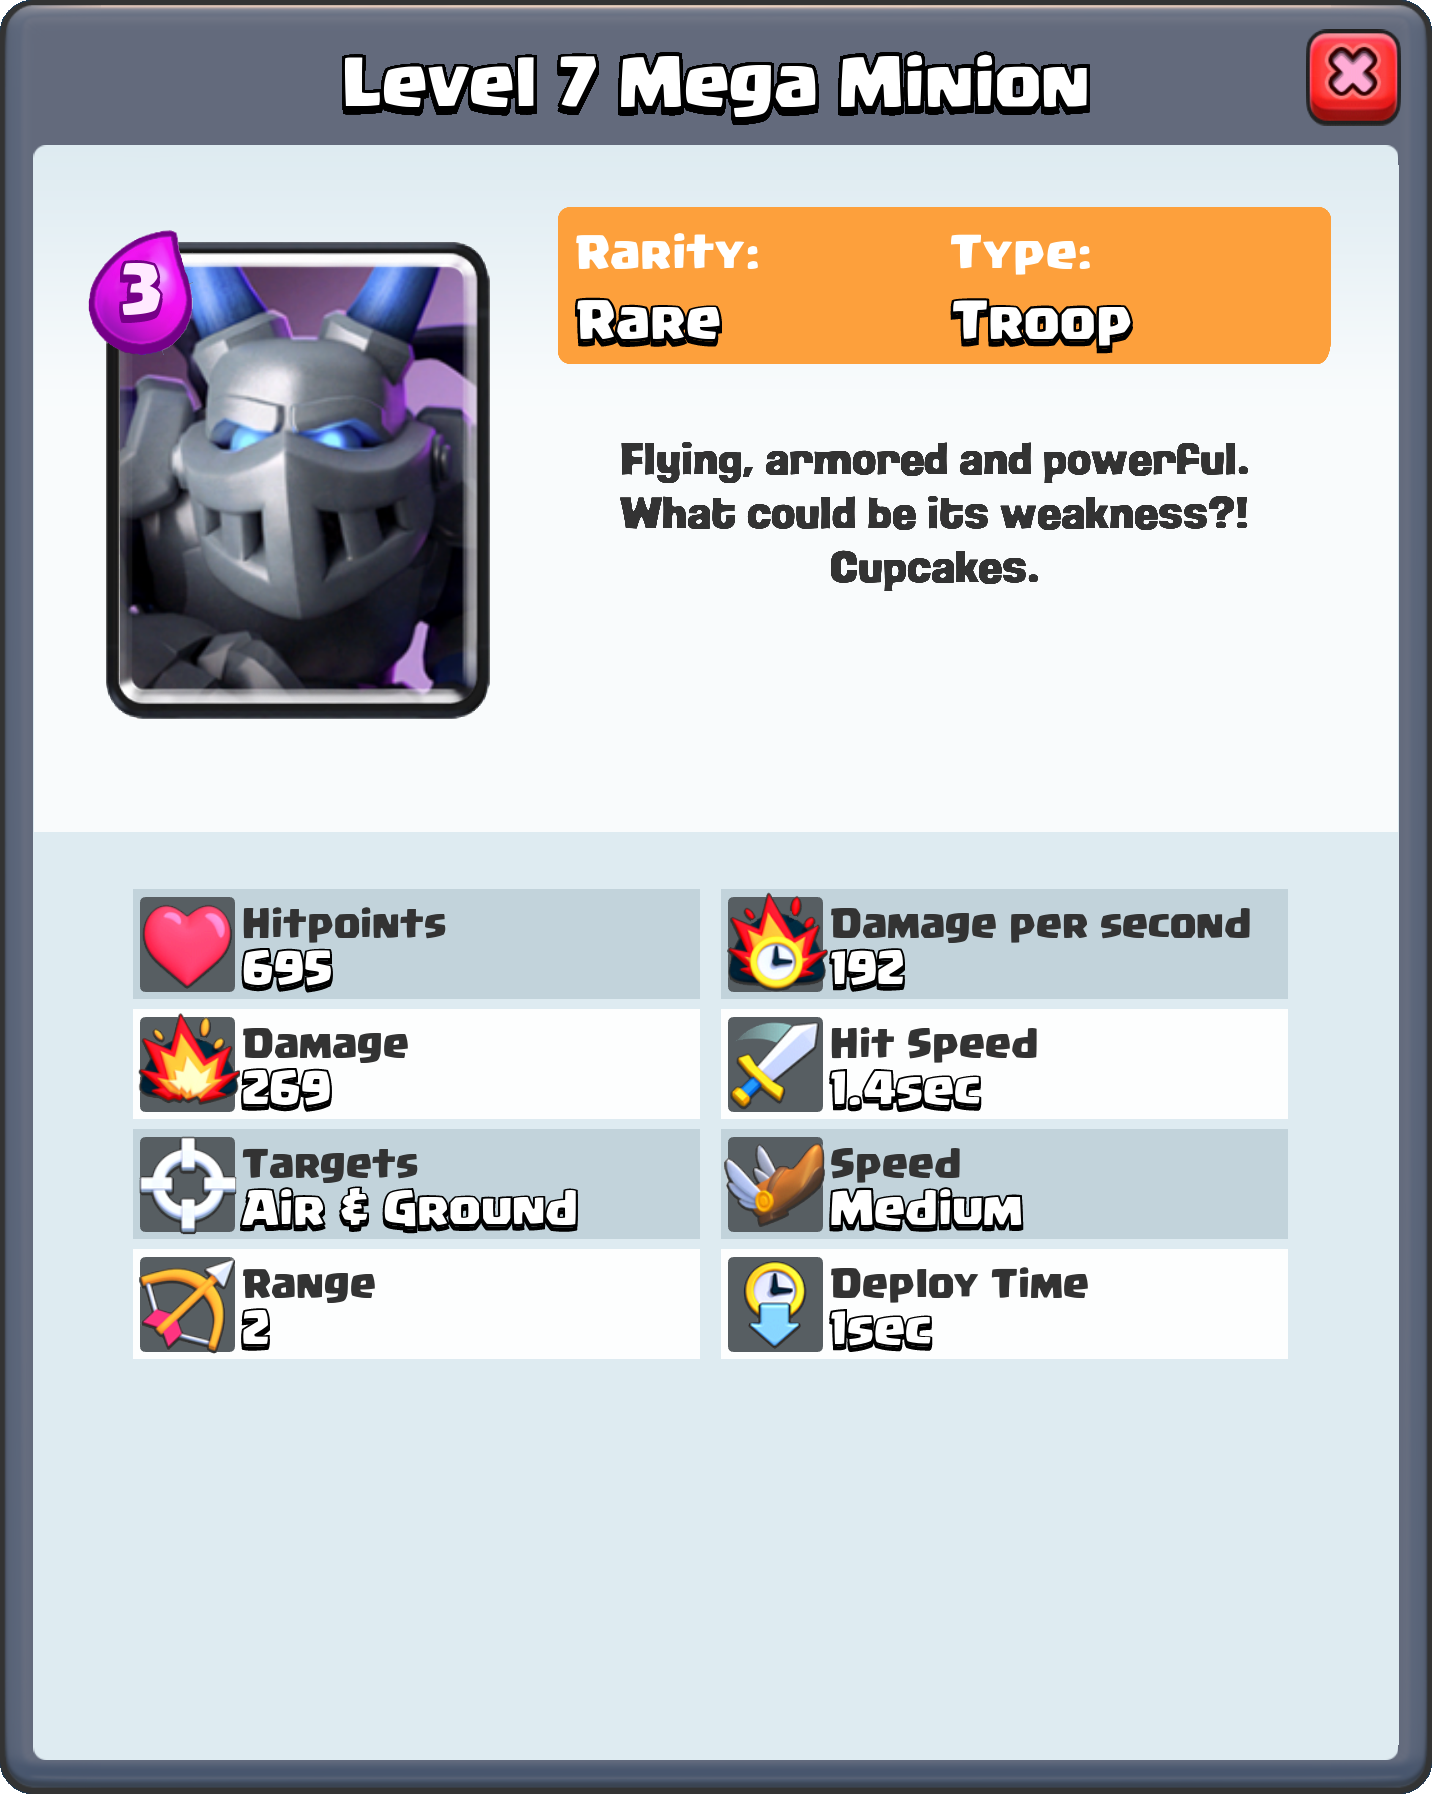 Level 7 Mega Minion
3
Rarity:
Rare
Type:
Troop
Flying, armored and powerful.
What could be its weakness?!
Cupcakes.
Hitpoints
695
Damage per second
192
Damage
269
Hit Speed
1.4sec
Targets
Air & Ground
Speed
Medium
Range
2
Deploy Time
1sec